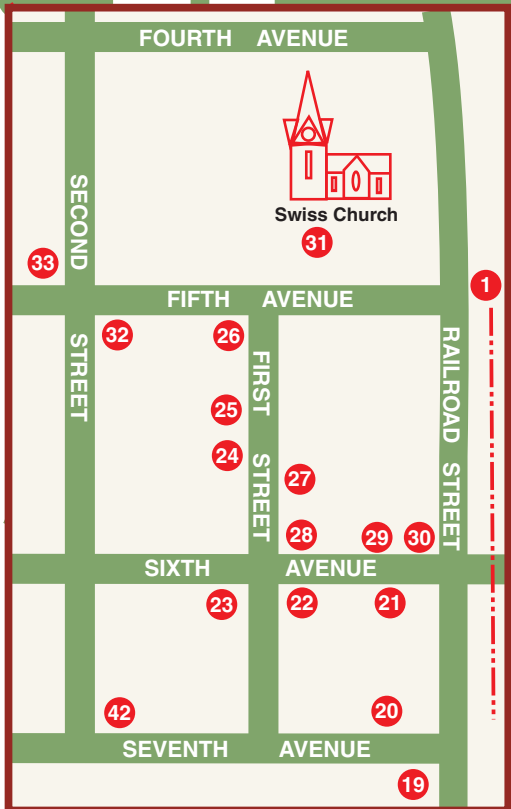 FOURTH AVENUE
SECOND STREET
Swiss Church
31
33
1
FIFTH AVENUE
32
26
FIRST STREET
RAILROAD STREET
25
24
27
28
29
30
SIXTH AVENUE
23
22
21
42
20
SEVENTH AVENUE
19